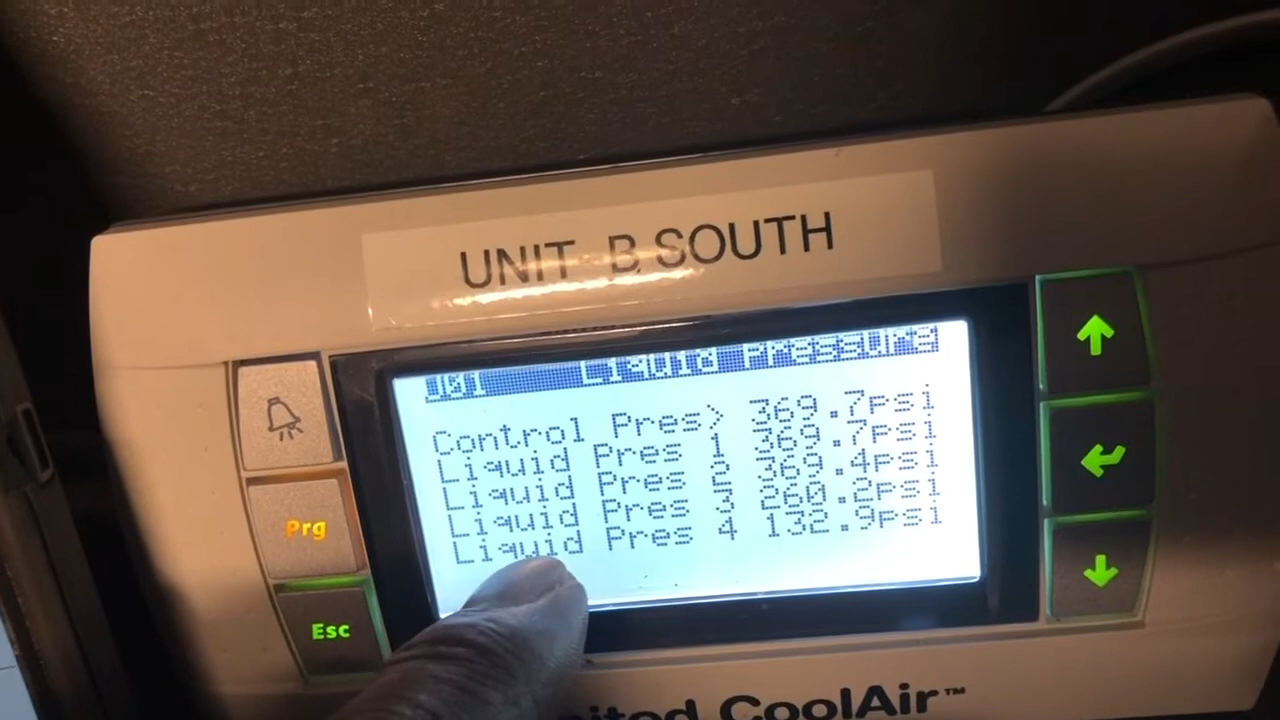 UNIT B SOUTH
Liquid Pressure
Control Pres> 369.7psi
Liquid Pres 1 369.7psi
Liquid Pres 2 369.4psi
Liquid Pres 3 260.2psi
Liquid Pres 4 132.9psi
Prg
Esc
CoolAir™